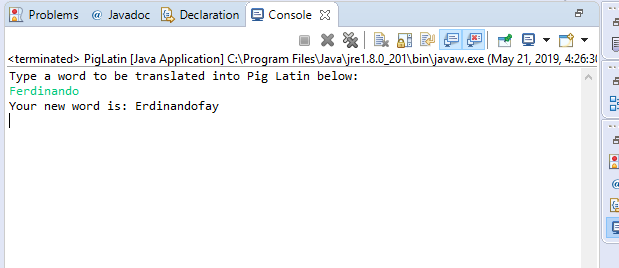 Problems @ Javadoc Declaration Console
<terminated> PigLatin [Java Application] C:\Program Files\Java\jre1.8.0_201\bin\javaw.exe (May 21, 2019, 4:26:30
Type a word to be translated into Pig Latin below:
Ferdinando
Your new word is: Erdinandofay